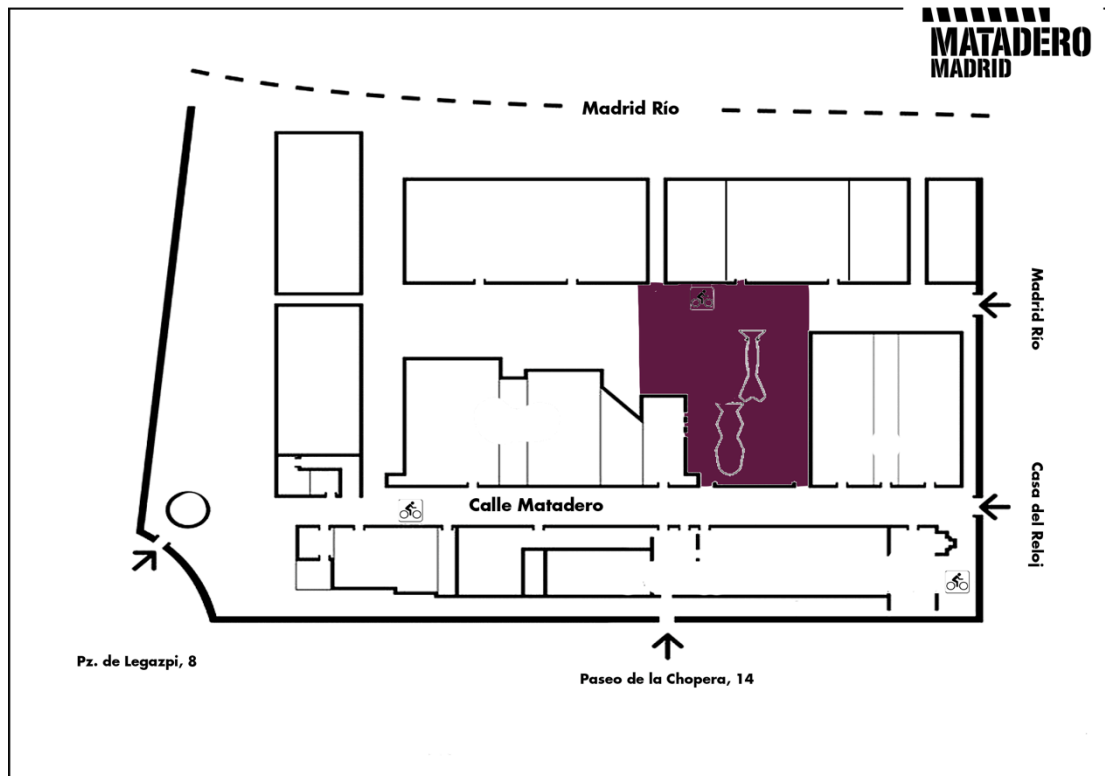 MATADERO
MADRID
Madrid Río
Madrid Río
Casa del Reloj
Calle Matadero
Pz. de Legazpi, 8
Paseo de la Chopera, 14